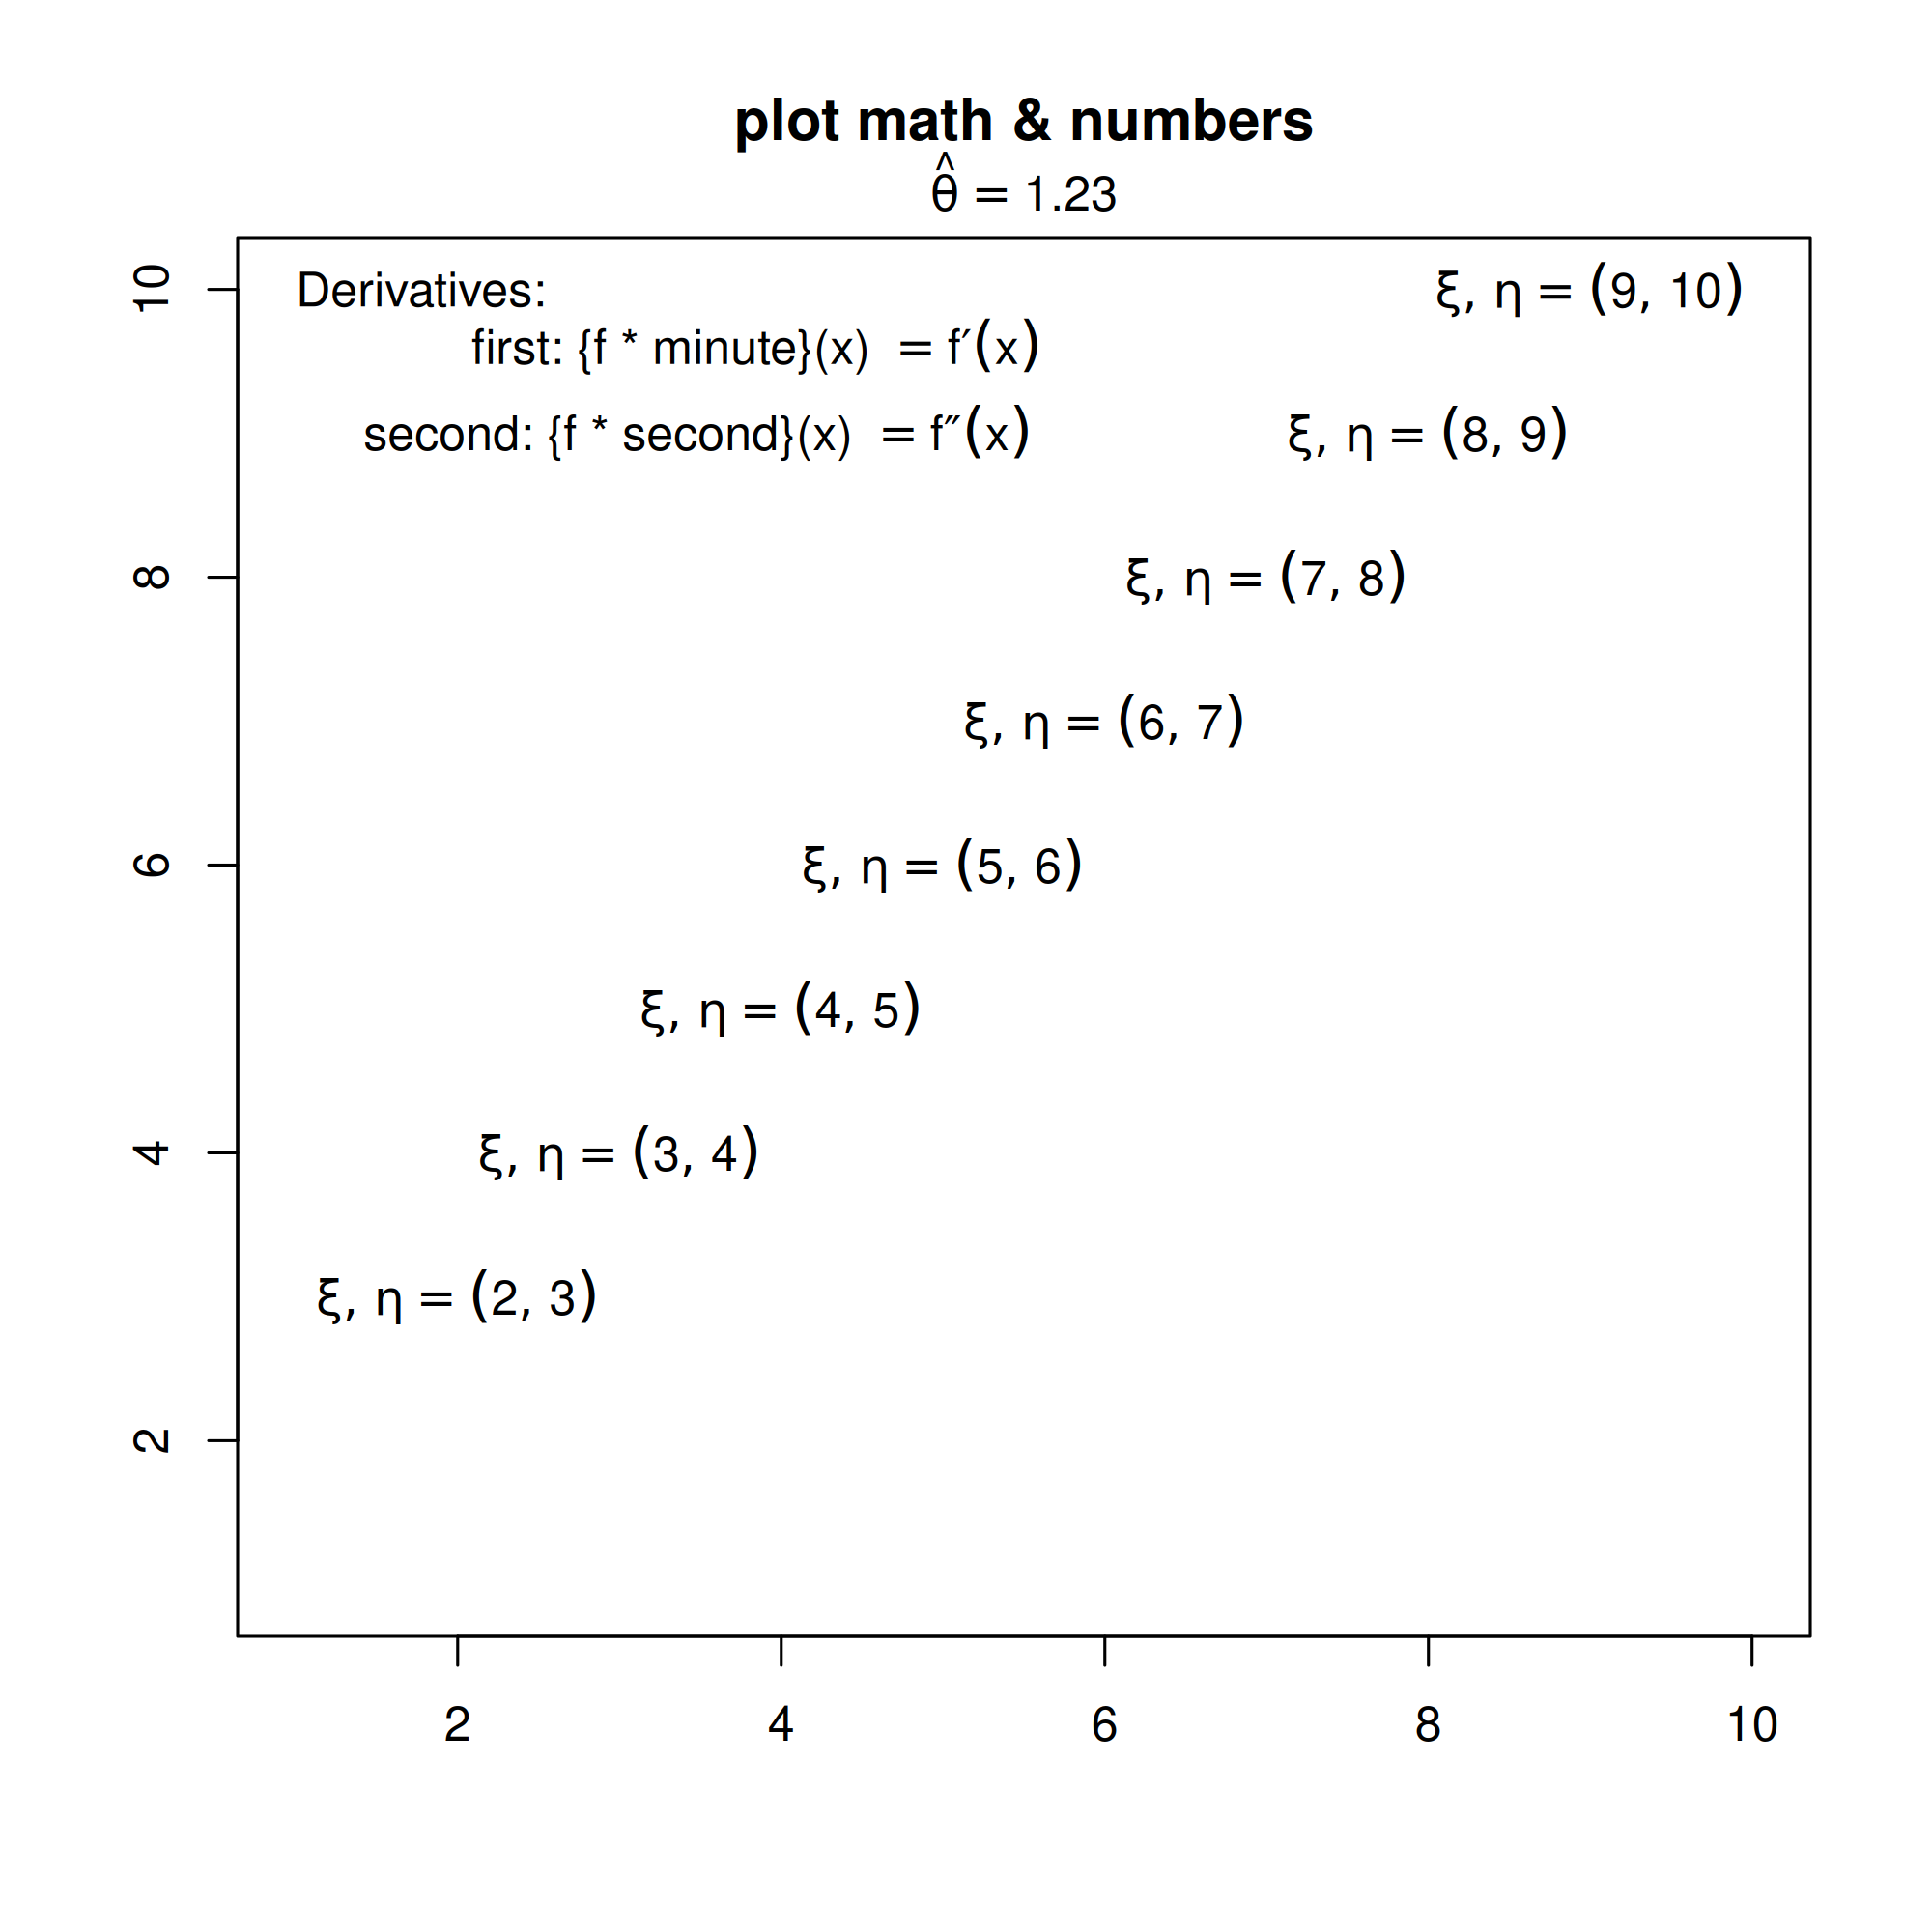 plot math & numbers
θ̂ = 1.23
10
Derivatives:
ξ, η = (9, 10)
first: {f * minute}(x) = f′(x)
second: {f * second}(x) = f″(x)
ξ, η = (8, 9)
8
ξ, η = (7, 8)
ξ, η = (6, 7)
6
ξ, η = (5, 6)
ξ, η = (4, 5)
4
ξ, η = (3, 4)
ξ, η = (2, 3)
2
2 4 6 8 10